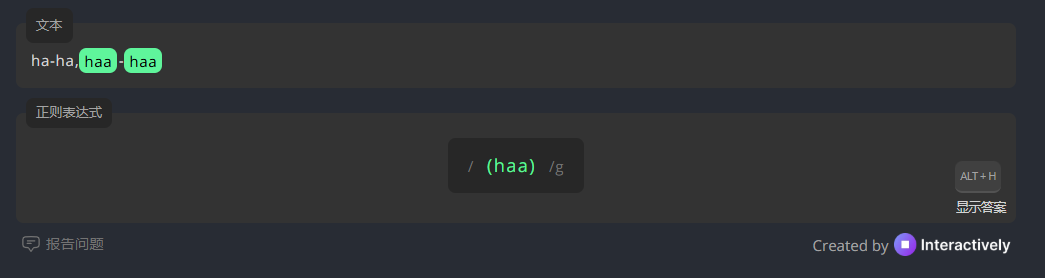 文本
ha-ha,haa-haa
正则表达式
/ (haa) /g
ALT + H
显示答案
报告问题
Created by Interactively